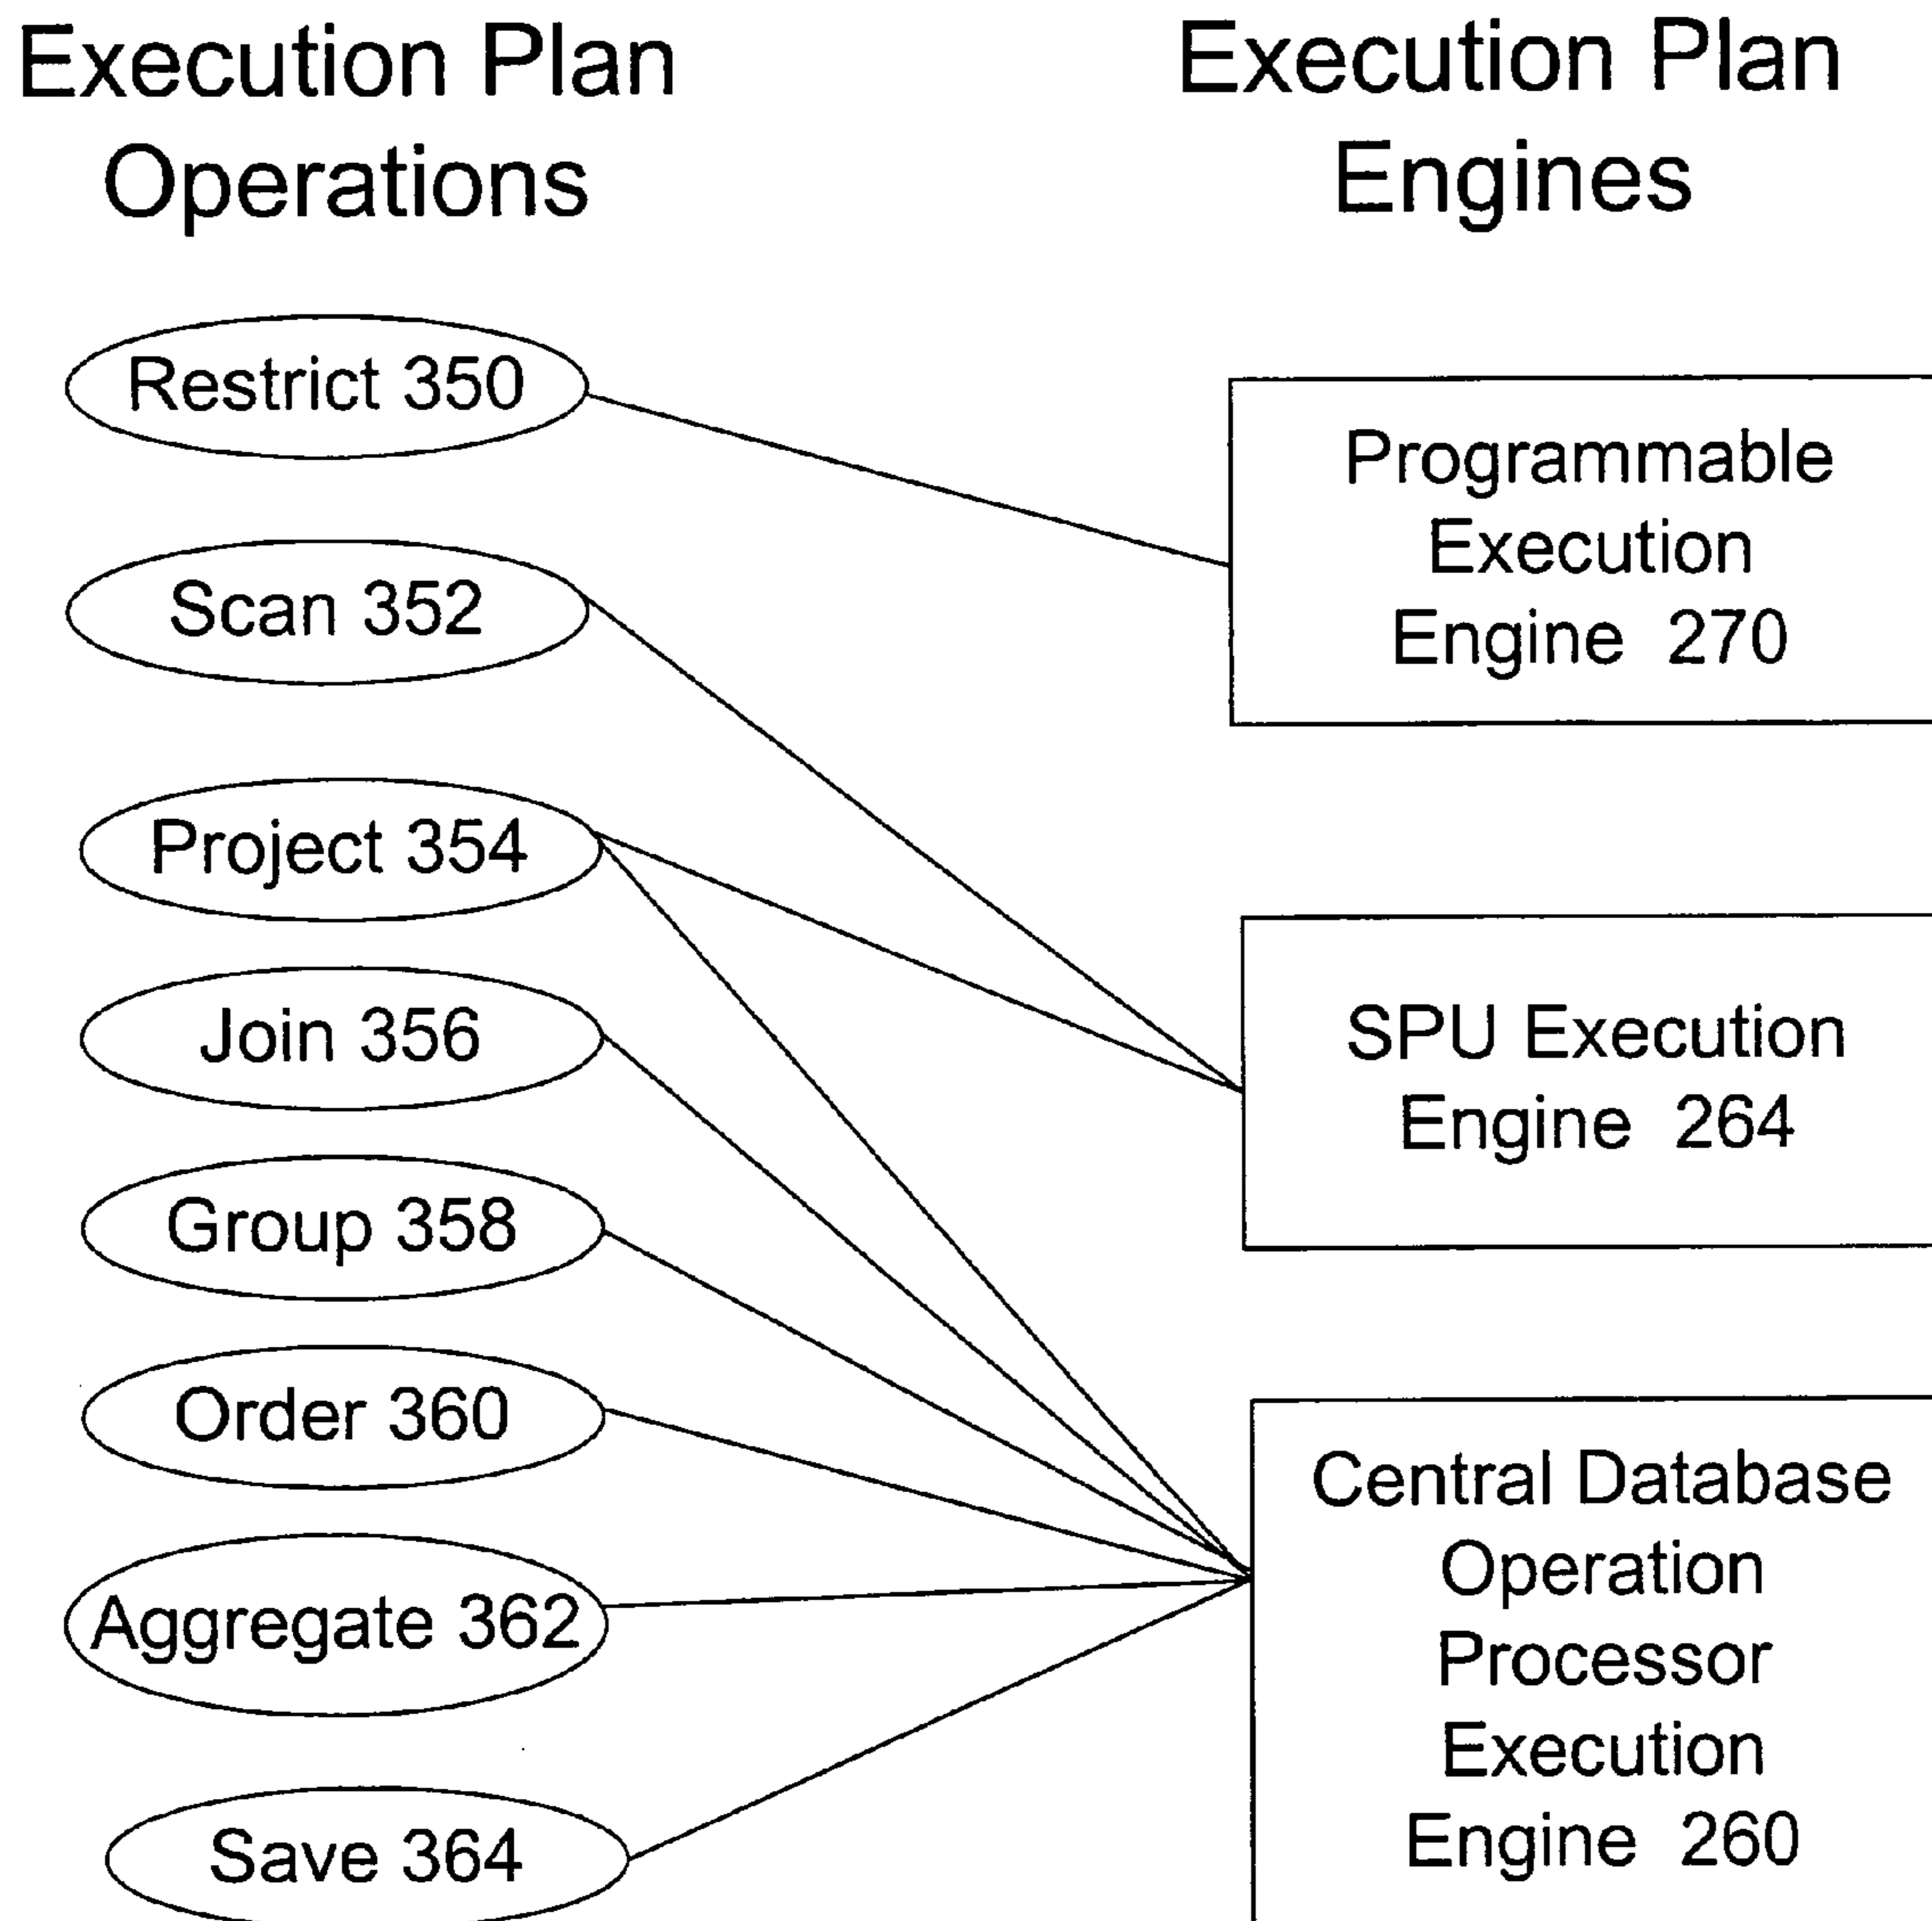 Execution Plan
Operations
Execution Plan
Engines
Restrict 350
Scan 352
Project 354
Join 356
Group 358
Order 360
Aggregate 362
Save 364
Programmable
Execution
Engine 270
SPU Execution
Engine 264
Central Database
Operation
Processor
Execution
Engine 260